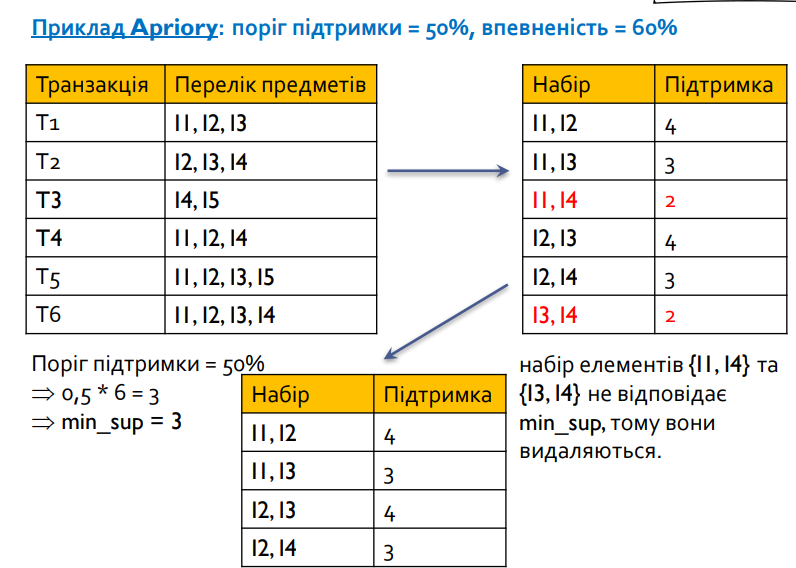 Приклад Apriory: поріг підтримки = 50%, впевненість = 60%
Транзакція Перелік предметів
T1 I1, I2, I3
T2 I2, I3, I4
T3 I4, I5
T4 I1, I2, I4
T5 I1, I2, I3, I5
T6 I1, I2, I3, I4
Набір Підтримка
I1, I2 4
I1, I3 3
I1, I4 2
I2, I3 4
I2, I4 3
I3, I4 2
Поріг підтримки = 50%
⇒ 0,5 * 6 = 3
⇒ min_sup = 3
Набір Підтримка
I1, I2 4
I1, I3 3
I2, I3 4
I2, I4 3
набір елементів {I1, I4} та
{I3, I4} не відповідає
min_sup, тому вони
видаляються.